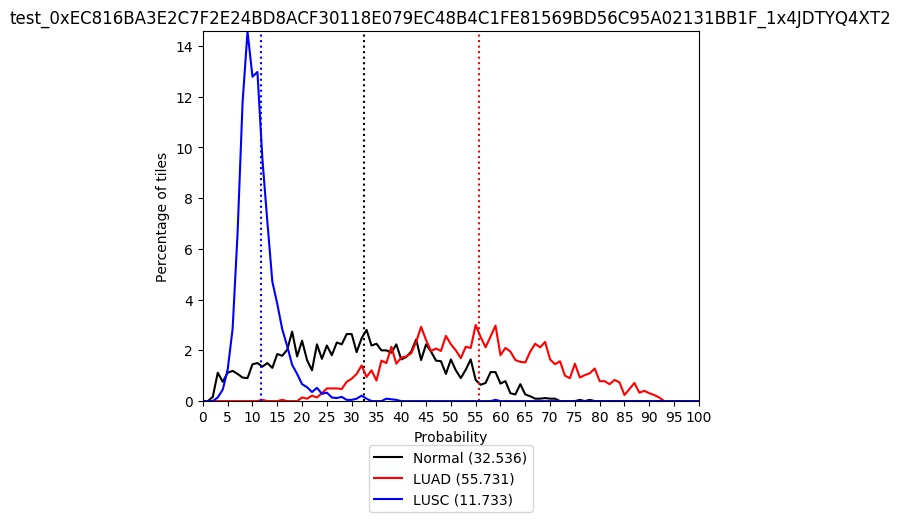 test_0xEC816BA3E2C7F2E24BD8ACF30118E079EC48B4C1FE81569BD56C95A02131BB1F_1x4JDTYQ4XT2
14
12
10
8
6
4
2
0
Percentage of tiles
0 5 10 15 20 25 30 35 40 45 50 55 60 65 70 75 80 85 90 95 100
Probability
Normal (32.536)
LUAD (55.731)
LUSC (11.733)